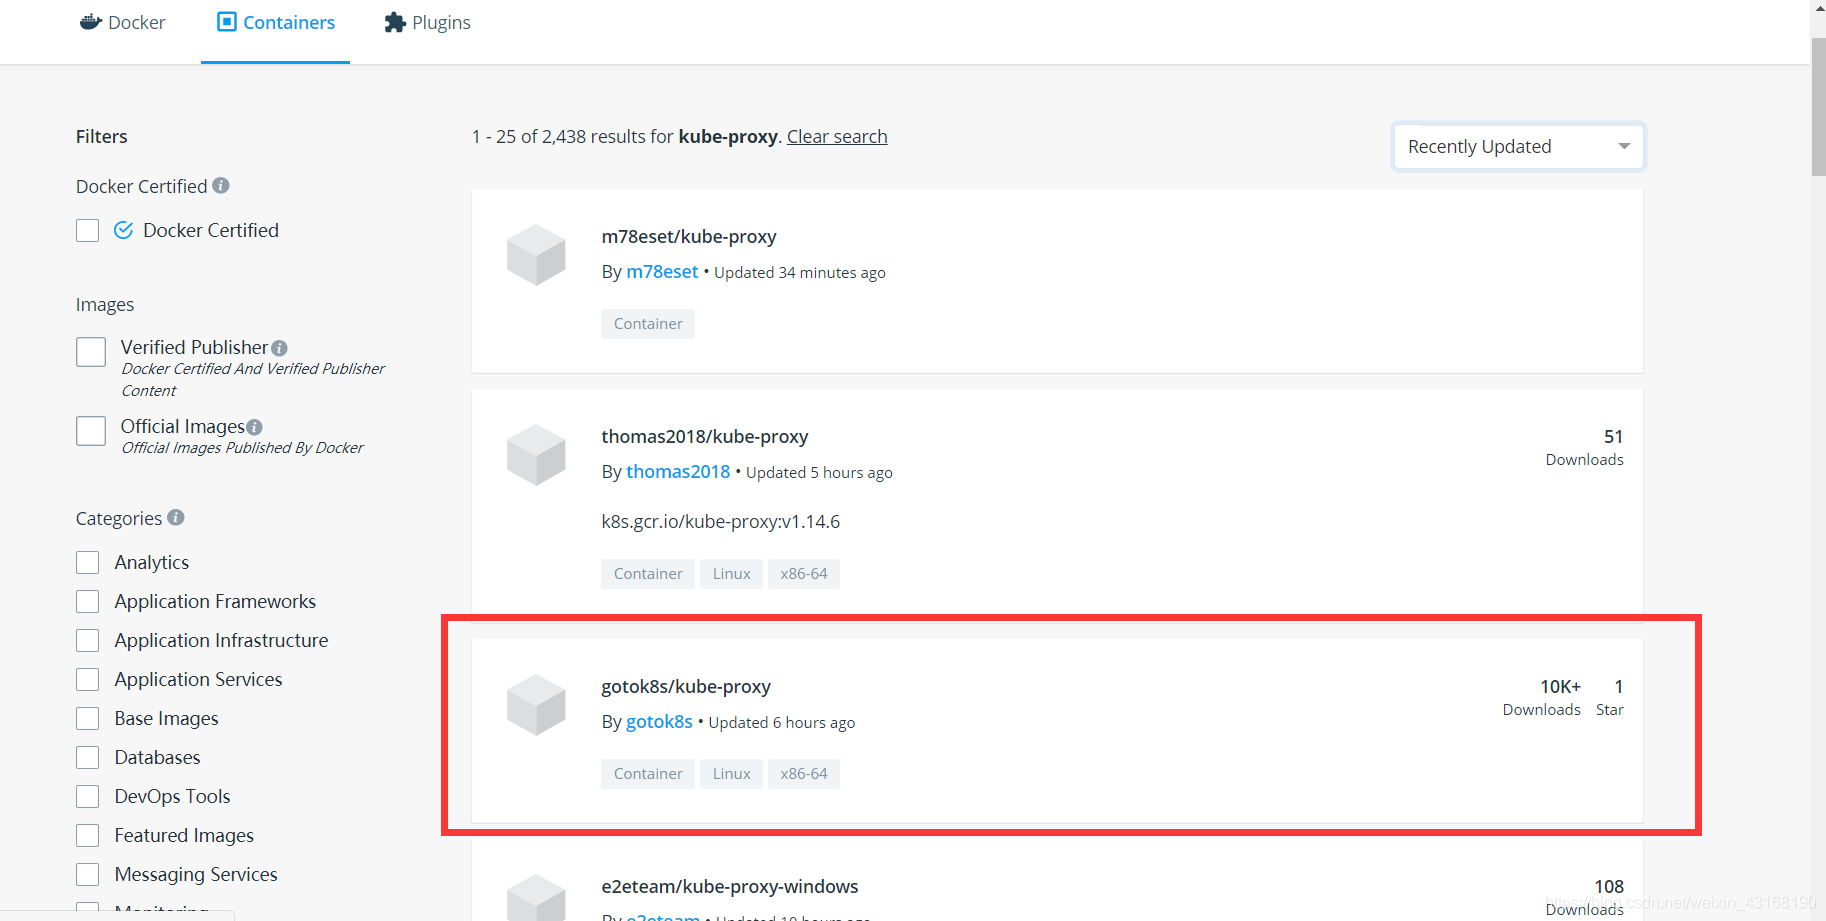 Docker
Containers
Plugins
Filters
Docker Certified
Docker Certified
Images
Verified Publisher
Docker Certified And Verified Publisher
Content
Official Images
Official Images Published By Docker
Categories
Analytics
Application Frameworks
Application Infrastructure
Application Services
Base Images
Databases
DevOps Tools
Featured Images
Messaging Services
Monitoring
1 - 25 of 2,438 results for kube-proxy. Clear search
Recently Updated
m78eset/kube-proxy
By m78eset • Updated 34 minutes ago
Container
thomas2018/kube-proxy
By thomas2018 • Updated 5 hours ago
51
Downloads
k8s.gcr.io/kube-proxy:v1.14.6
Container Linux x86-64
gotok8s/kube-proxy
By gotok8s • Updated 6 hours ago
10K+ 1
Downloads Star
Container Linux x86-64
e2eteam/kube-proxy-windows
By e2eteam • Updated 10 hours ago
108
Downloads
https://blog.csdn.net/weixin_43168190